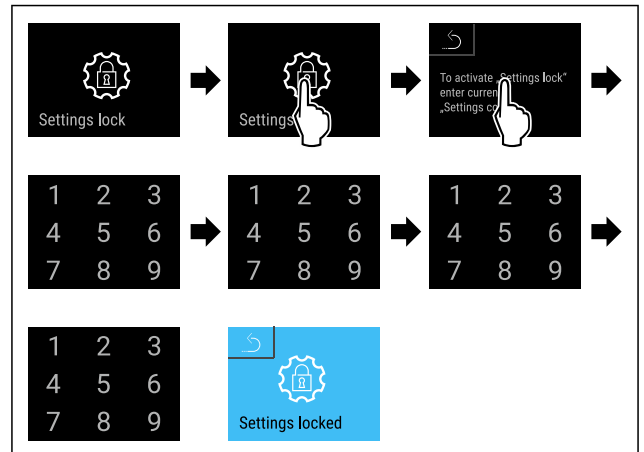 Settings lock
Settings
To activate „Settings lock“
enter curren
„Settings co
1 2 3
4 5 6
7 8 9
1 2 3
4 5 6
7 8 9
1 2 3
4 5 6
7 8 9
1 2 3
4 5 6
7 8 9
Settings locked